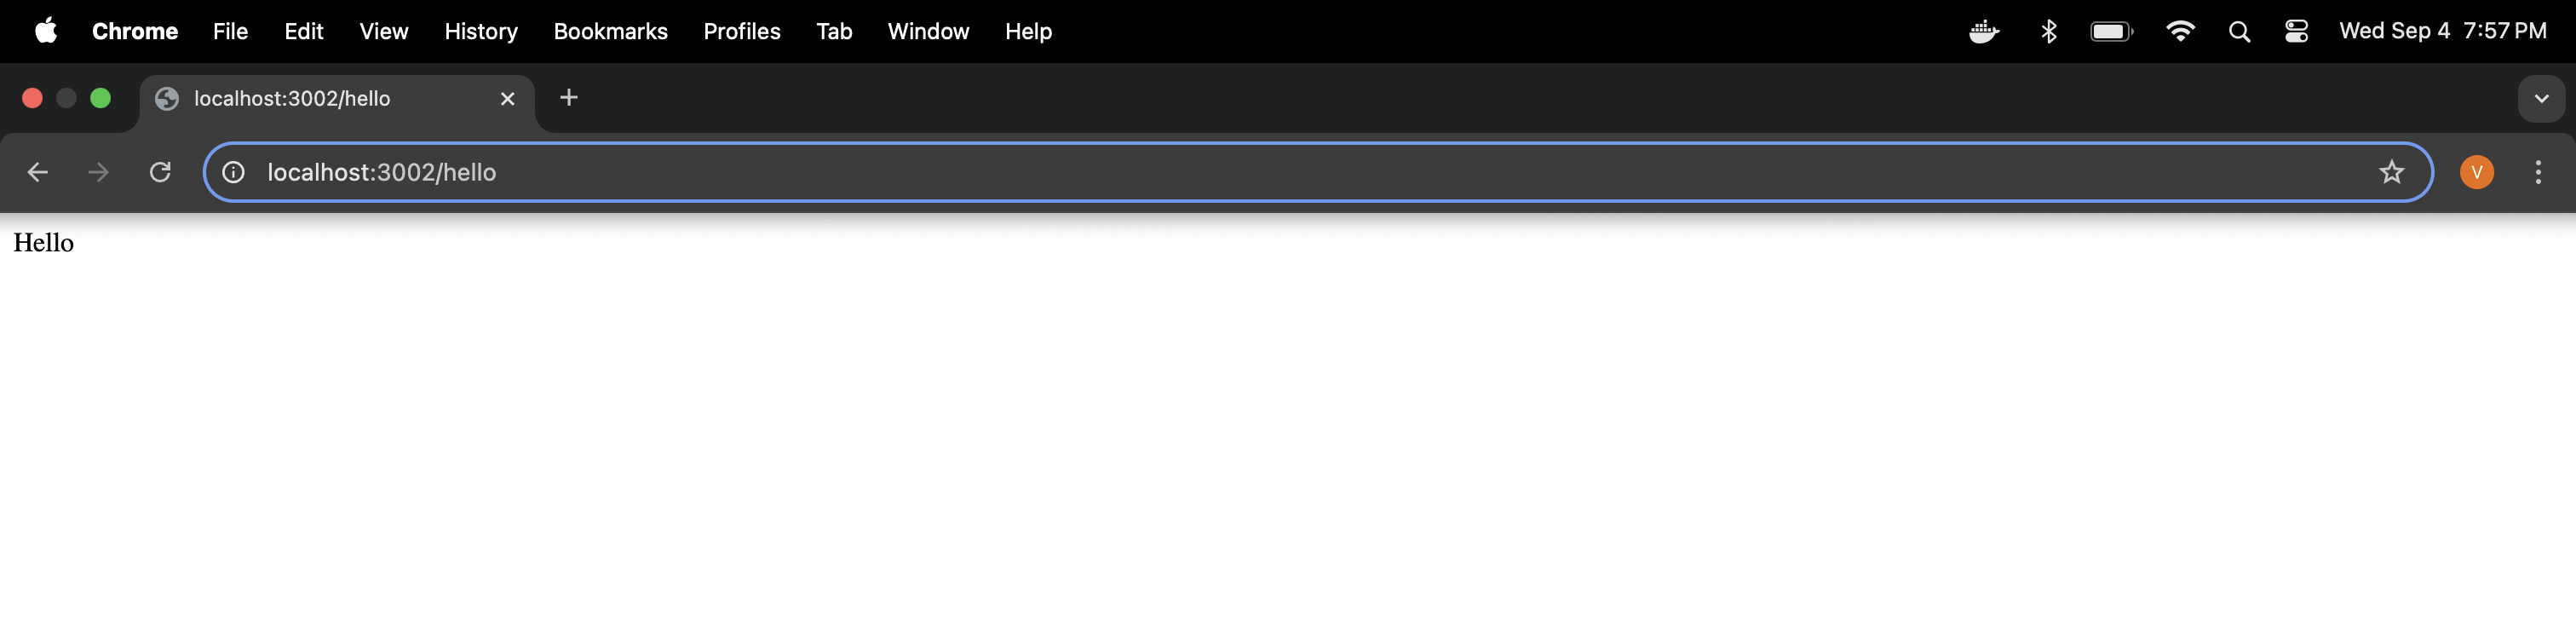 Chrome File Edit View History Bookmarks Profiles Tab Window Help Wed Sep 4 7:57 PM
localhost:3002/hello
localhost:3002/hello V
Hello